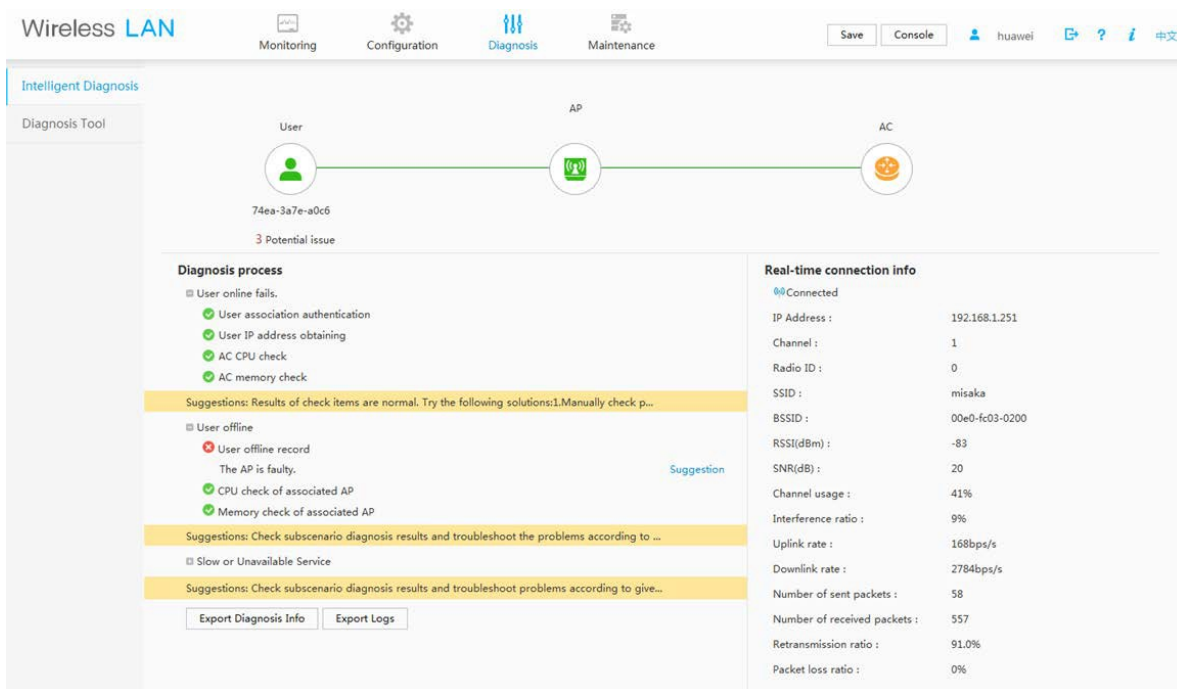 Wireless LAN
Monitoring
Configuration
Diagnosis
Maintenance
Save
Console
huawei
?
i
中文
Intelligent Diagnosis
Diagnosis Tool
User
AP
AC
74ea-3a7e-a0c6
3 Potential issue
Diagnosis process
User online fails.
User association authentication
User IP address obtaining
AC CPU check
AC memory check
Suggestions: Results of check items are normal. Try the following solutions:1.Manually check p...
User offline
User offline record
The AP is faulty. Suggestion
CPU check of associated AP
Memory check of associated AP
Suggestions: Check subscenario diagnosis results and troubleshoot the problems according to ...
Slow or Unavailable Service
Suggestions: Check subscenario diagnosis results and troubleshoot problems according to give...
Export Diagnosis Info
Export Logs
Real-time connection info
Connected
IP Address : 192.168.1.251
Channel : 1
Radio ID : 0
SSID : misaka
BSSID : 00e0-fc03-0200
RSSI(dBm) : -83
SNR(dB) : 20
Channel usage : 41%
Interference ratio : 9%
Uplink rate : 168bps/s
Downlink rate : 2784bps/s
Number of sent packets : 58
Number of received packets : 557
Retransmission ratio : 91.0%
Packet loss ratio : 0%